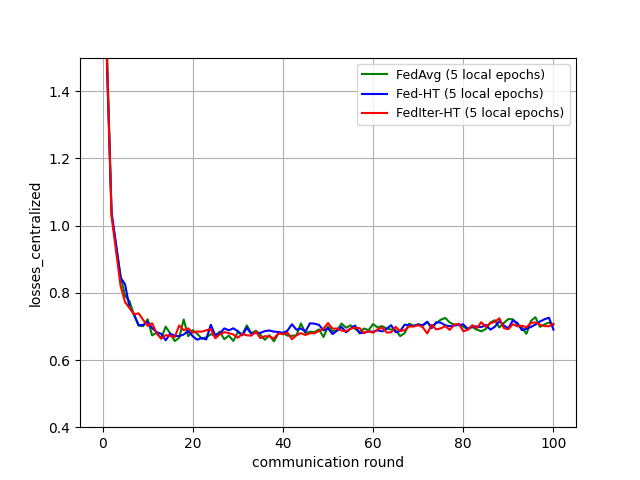 FedAvg (5 local epochs)
Fed-HT (5 local epochs)
FedIter-HT (5 local epochs)
losses_centralized
1.4
1.2
1.0
0.8
0.6
0.4
0
20
40
60
80
100
communication round